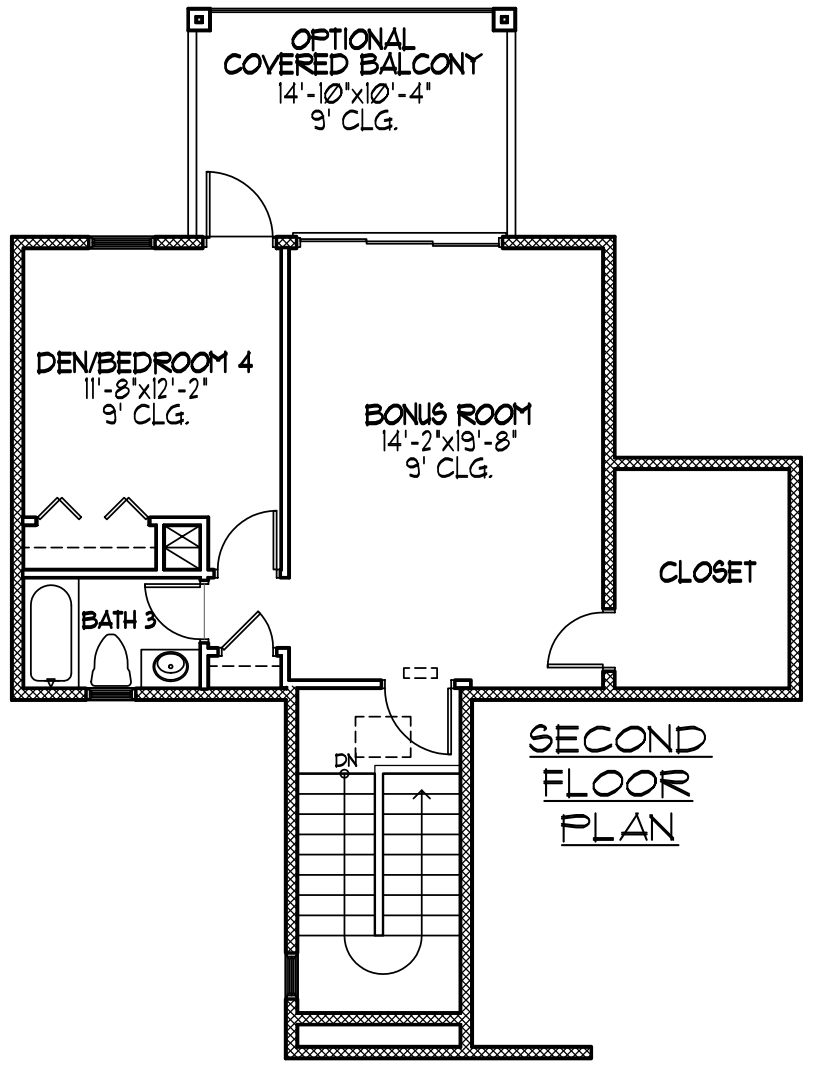 OPTIONAL
COVERED BALCONY
14'-10"x10'-4"
9' CLG.
DEN/BEDROOM 4
11'-8"x12'-2"
9' CLG.
BONUS ROOM
14'-2"x19'-8"
9' CLG.
CLOSET
BATH 3
SECOND
FLOOR
PLAN
DN